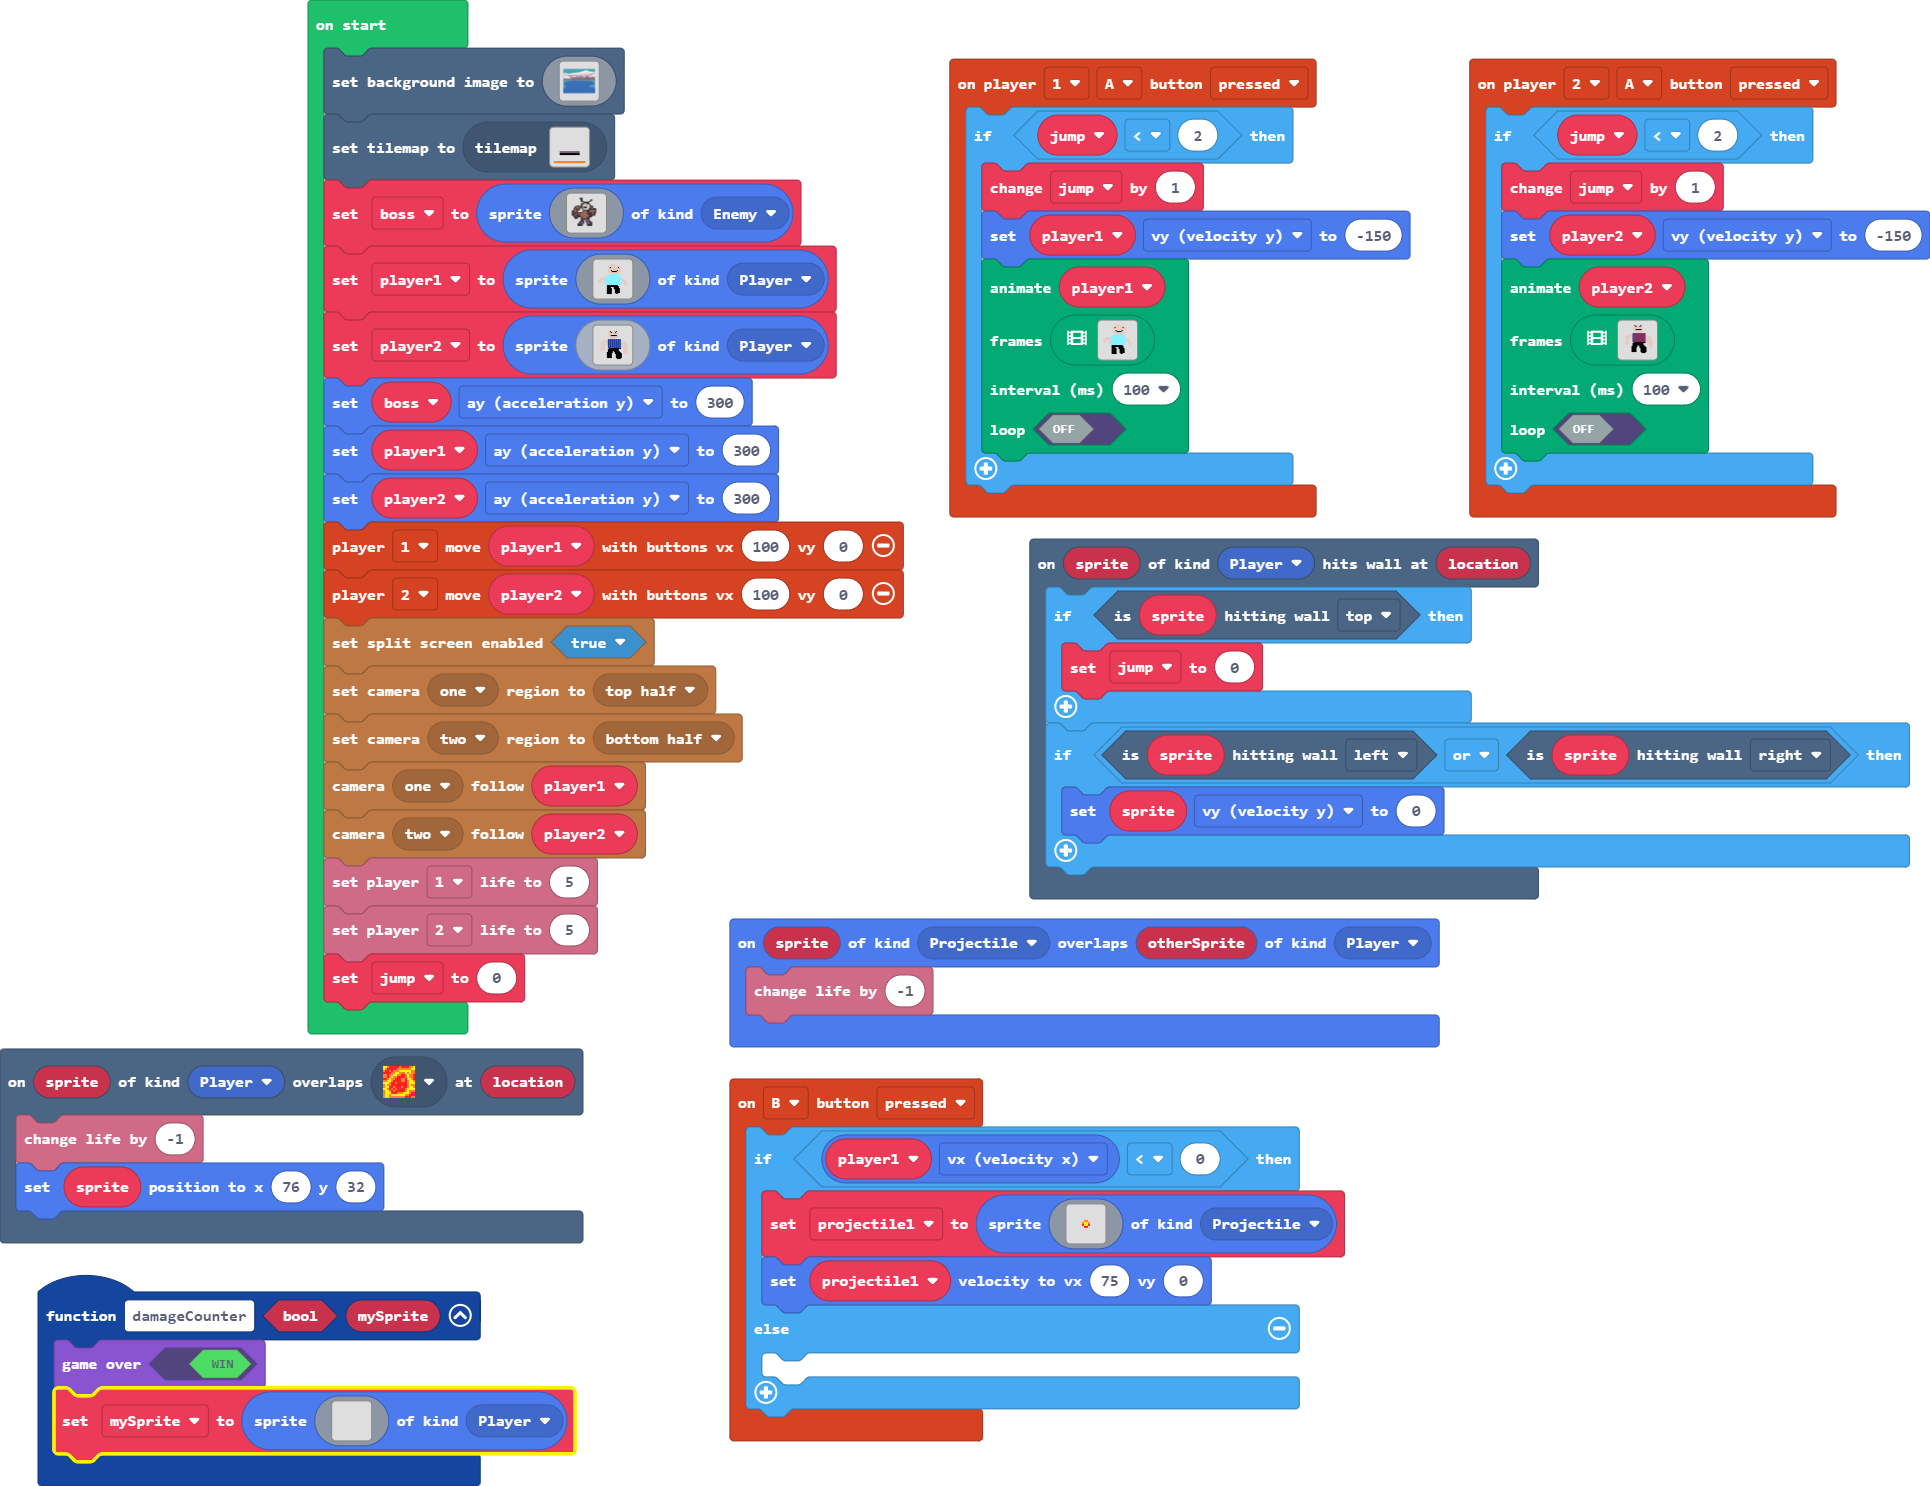 on start
set background image to
set tilemap to tilemap
set boss to sprite of kind Enemy
set player1 to sprite of kind Player
set player2 to sprite of kind Player
set boss ay (acceleration y) to 300
set player1 ay (acceleration y) to 300
set player2 ay (acceleration y) to 300
player 1 move player1 with buttons vx 100 vy 0
player 2 move player2 with buttons vx 100 vy 0
set split screen enabled true
set camera one region to top half
set camera two region to bottom half
camera one follow player1
camera two follow player2
set player 1 life to 5
set player 2 life to 5
set jump to 0
on player 1 A button pressed
if jump < 2 then
change jump by 1
set player1 vy (velocity y) to -150
animate player1
frames
interval (ms) 100
loop OFF
on player 2 A button pressed
if jump < 2 then
change jump by 1
set player2 vy (velocity y) to -150
animate player2
frames
interval (ms) 100
loop OFF
on sprite of kind Player hits wall at location
if is sprite hitting wall top then
set jump to 0
if is sprite hitting wall left or is sprite hitting wall right then
set sprite vy (velocity y) to 0
on sprite of kind Projectile overlaps otherSprite of kind Player
change life by -1
on sprite of kind Player overlaps at location
change life by -1
set sprite position to x 76 y 32
on B button pressed
if player1 vx (velocity x) < 0 then
set projectile1 to sprite of kind Projectile
set projectile1 velocity to vx 75 vy 0
else
function damageCounter bool mySprite
game over WIN
set mySprite to sprite of kind Player